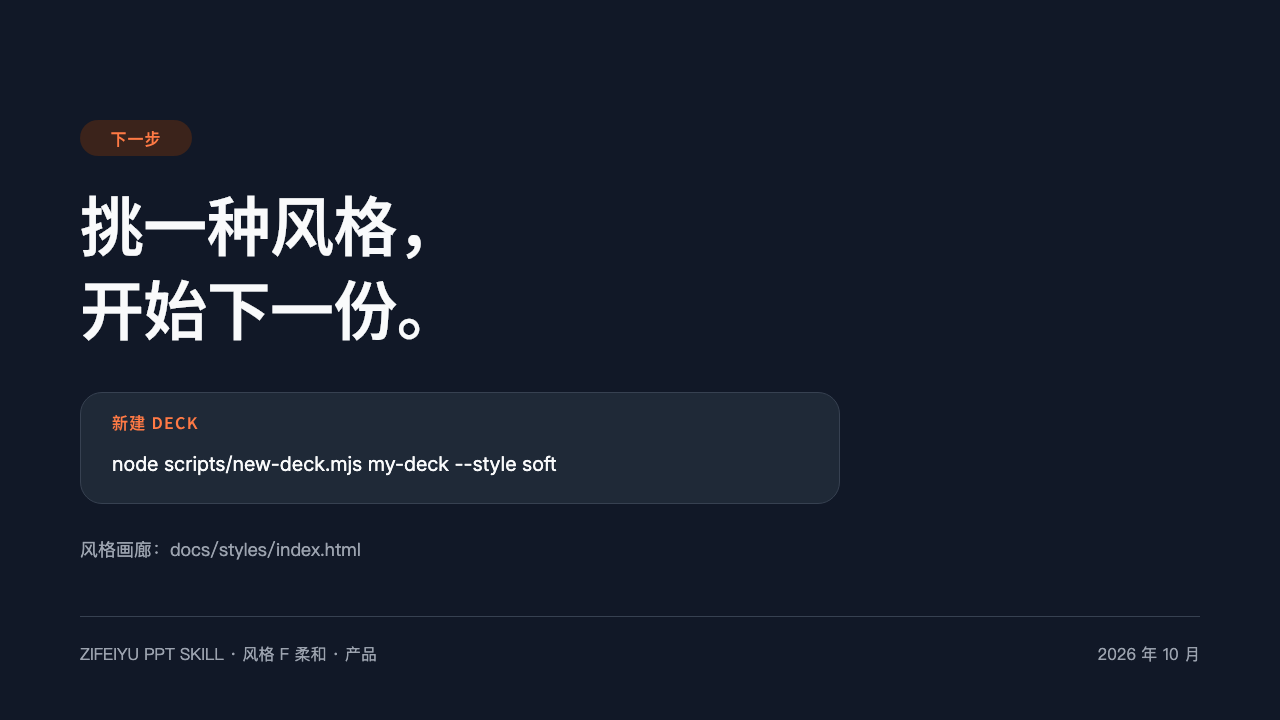 下一步
挑一种风格，
开始下一份。
新建 DECK
node scripts/new-deck.mjs my-deck --style soft
风格画廊：docs/styles/index.html
ZIFEIYU PPT SKILL · 风格 F 柔和 · 产品
2026 年 10 月